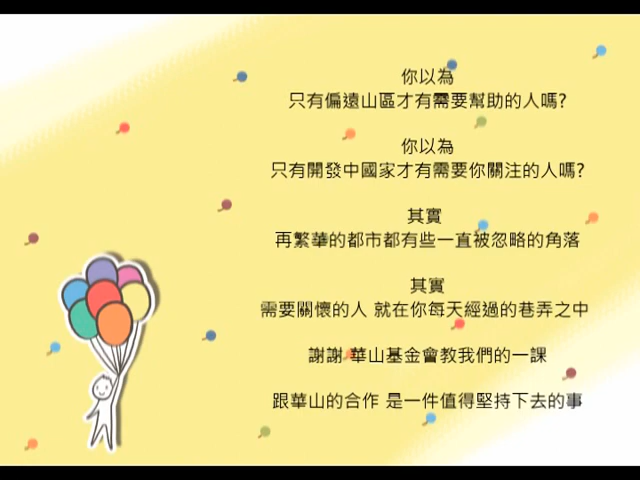 你以為
只有偏遠山區才有需要幫助的人嗎?
你以為
只有開發中國家才有需要你關注的人嗎?
其實
再繁華的都市都有些一直被忽略的角落
其實
需要關懷的人 就在你每天經過的巷弄之中
謝謝 華山基金會教我們的一課
跟華山的合作 是一件值得堅持下去的事